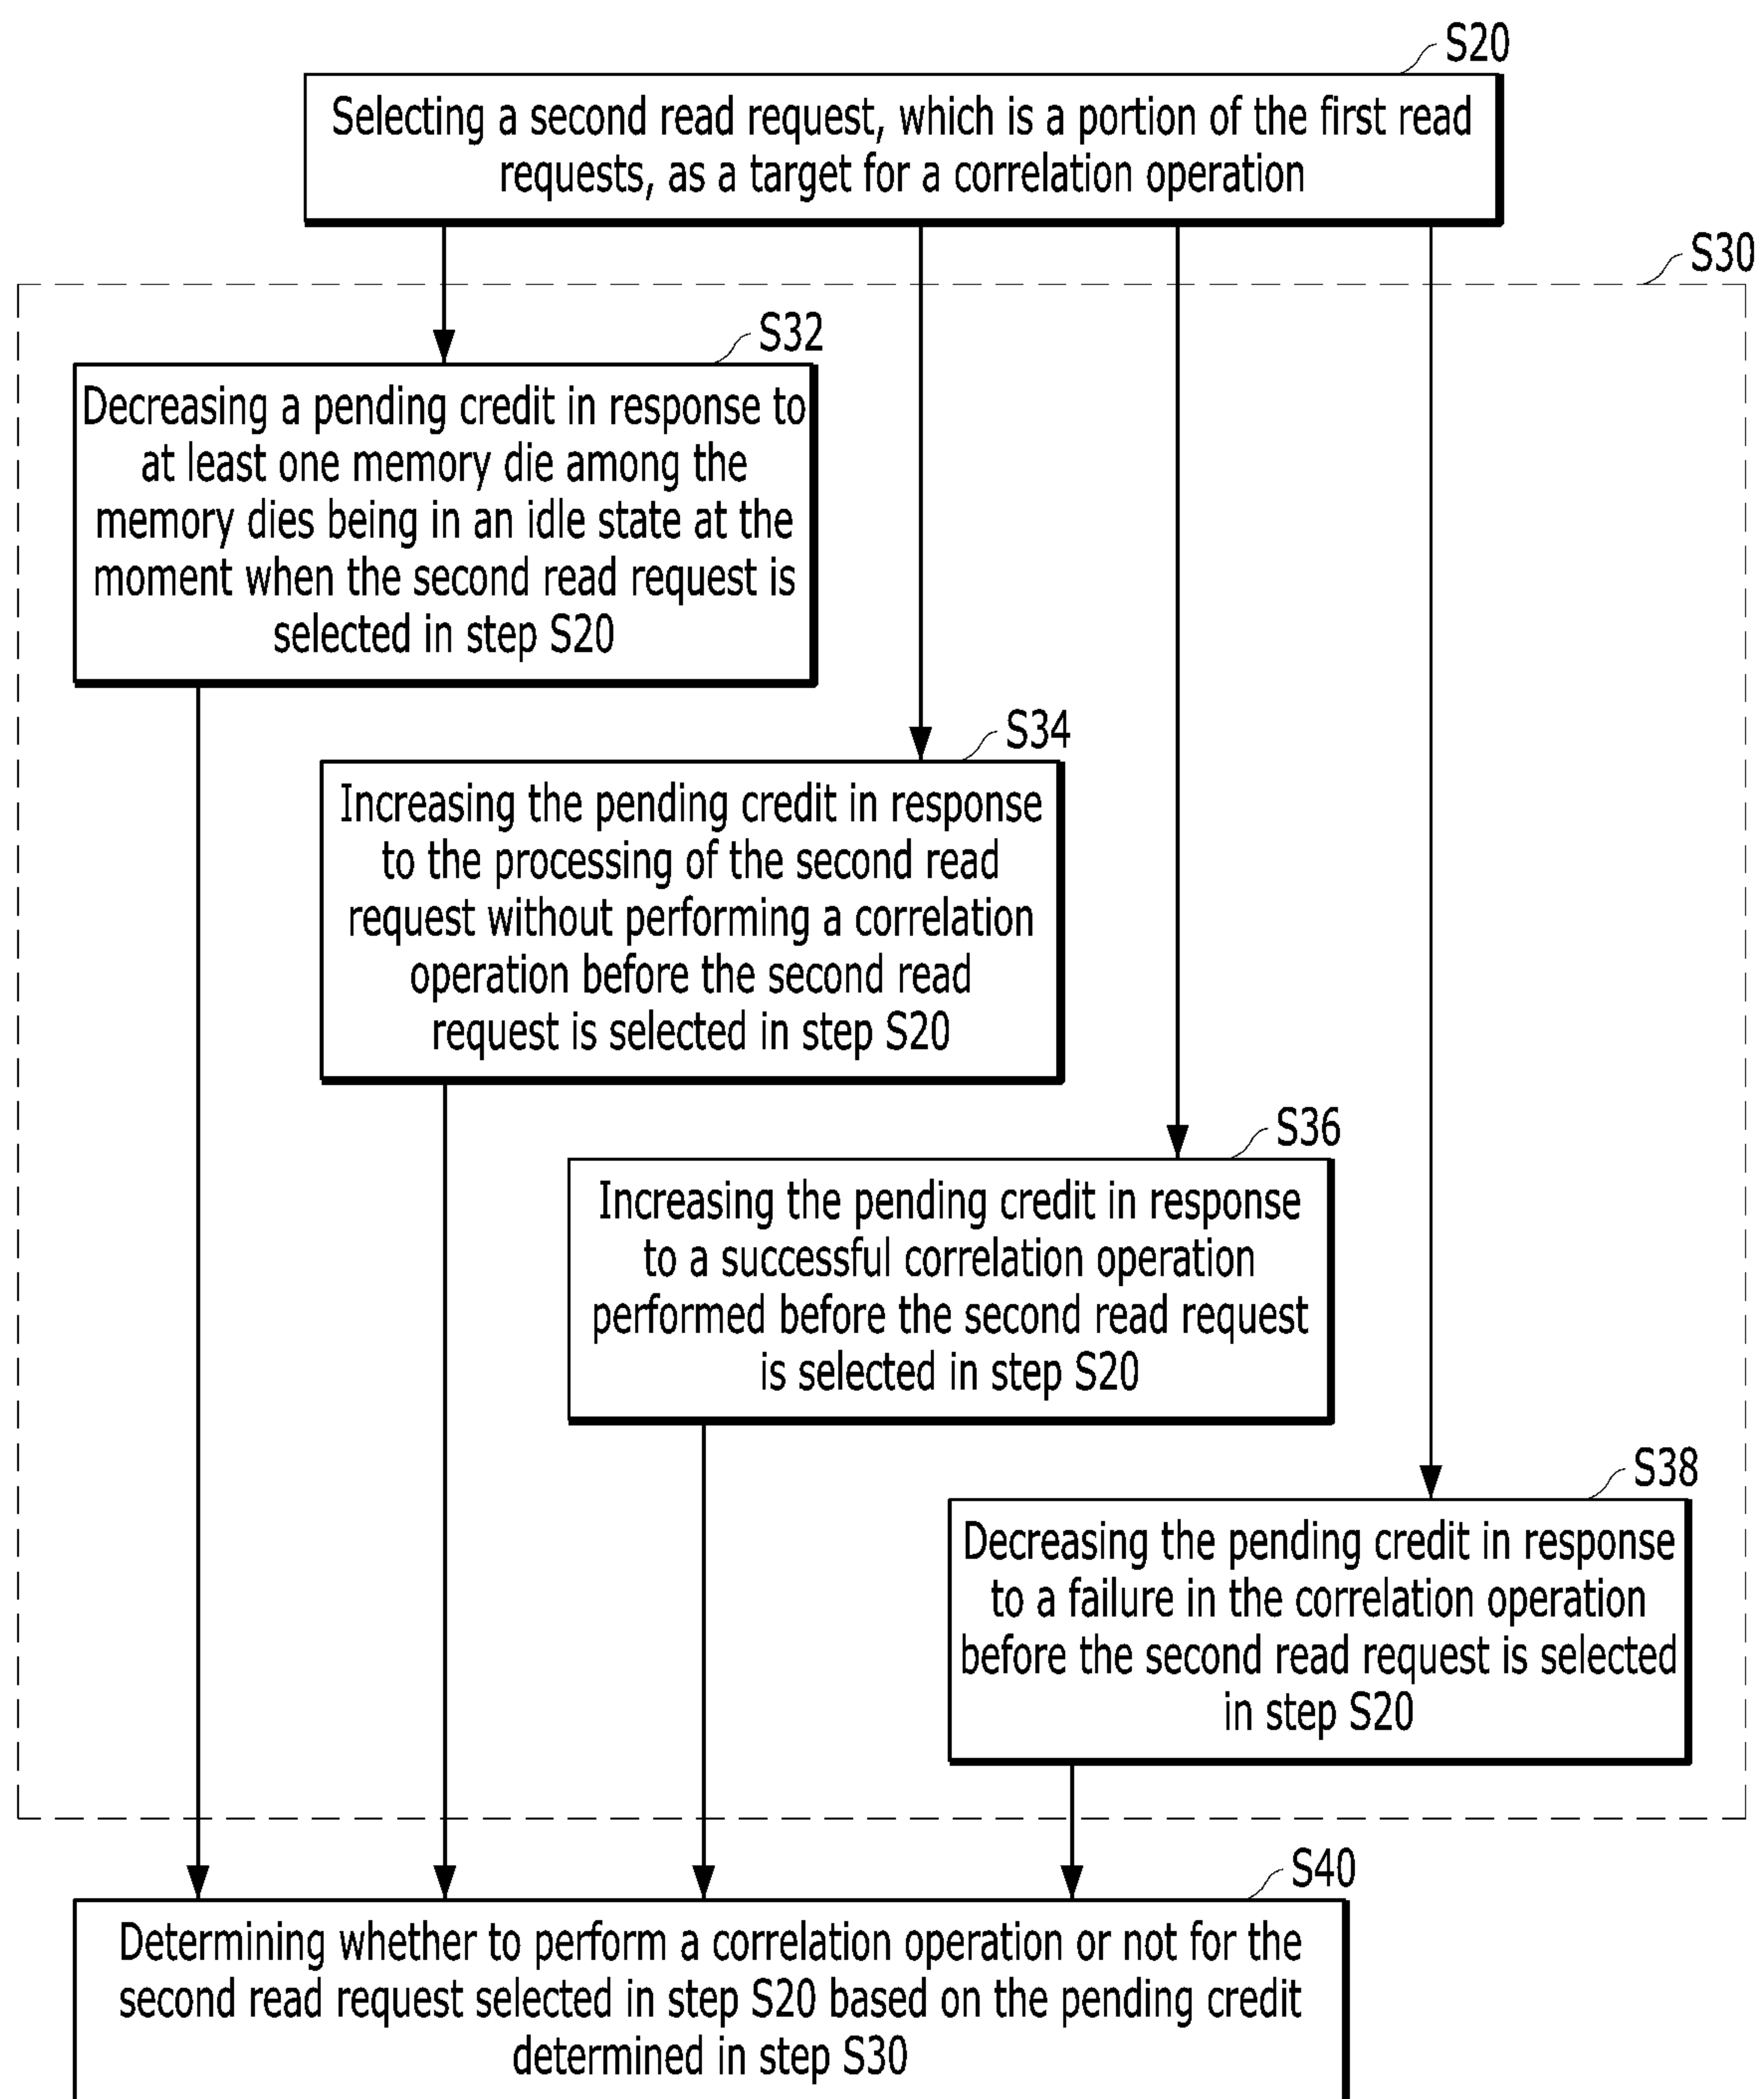 S20
Selecting a second read request, which is a portion of the first read
requests, as a target for a correlation operation
S30
S32
Decreasing a pending credit in response to
at least one memory die among the
memory dies being in an idle state at the
moment when the second read request is
selected in step S20
S34
Increasing the pending credit in response
to the processing of the second read
request without performing a correlation
operation before the second read
request is selected in step S20
S36
Increasing the pending credit in response
to a successful correlation operation
performed before the second read request
is selected in step S20
S38
Decreasing the pending credit in response
to a failure in the correlation operation
before the second read request is selected
in step S20
S40
Determining whether to perform a correlation operation or not for the
second read request selected in step S20 based on the pending credit
determined in step S30